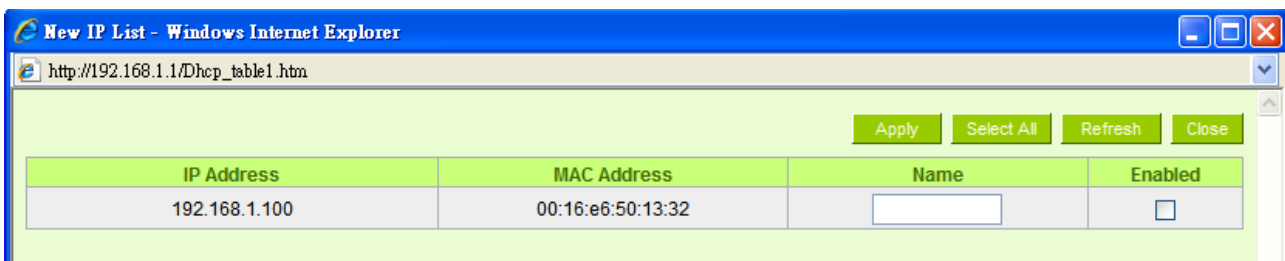 New IP List - Windows Internet Explorer
http://192.168.1.1/Dhcp_table1.htm
Apply Select All Refresh Close
IP Address MAC Address Name Enabled
192.168.1.100 00:16:e6:50:13:32